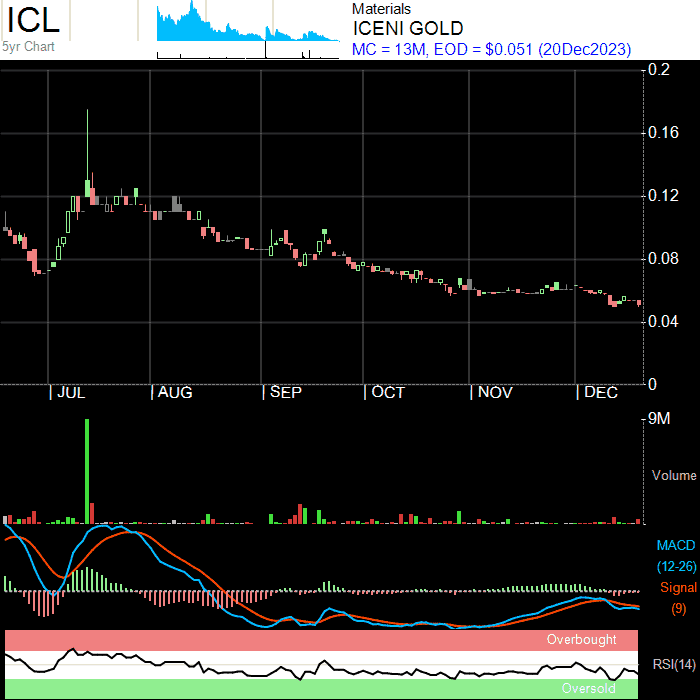 ICL
5yr Chart
Materials
ICENI GOLD
MC = 13M, EOD = $0.051 (20Dec2023)
0.2
0.16
0.12
0.08
0.04
0
JUL
AUG
SEP
OCT
NOV
DEC
9M
Volume
MACD
(12-26)
Signal
(9)
Overbought
RSI(14)
Oversold